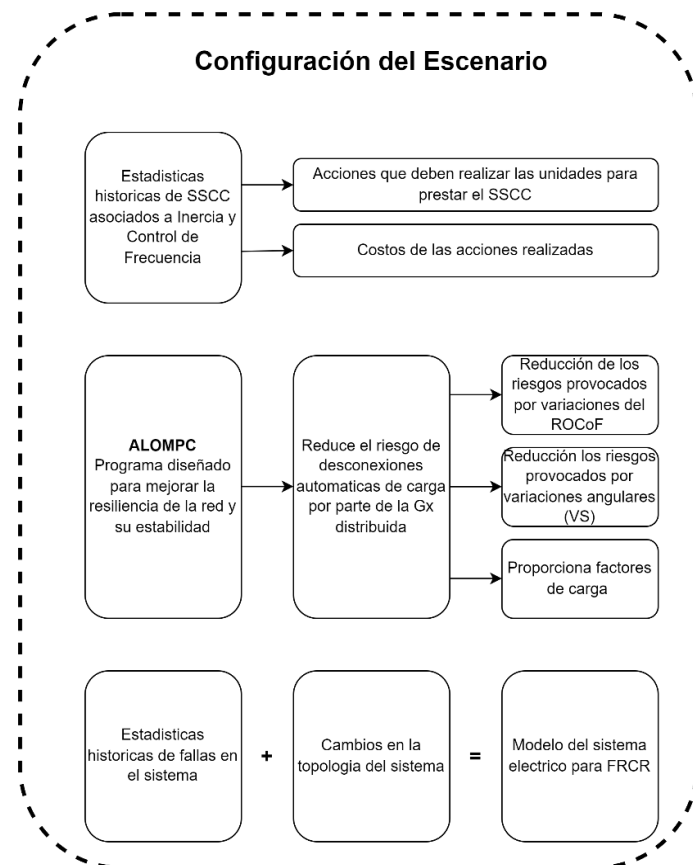 Configuración del Escenario
Estadisticas
historicas de SSCC
asociados a Inercia y
Control de
Frecuencia
Acciones que deben realizar las unidades para
prestar el SSCC
Costos de las acciones realizadas
ALOMPC
Programa diseñado
para mejorar la
resiliencia de la red y
su estabilidad
Reduce el riesgo de
desconexiones
automaticas de carga
por parte de la Gx
distribuida
Reducción de los
riesgos provocados
por variaciones del
ROCoF
Reducción los riesgos
provocados por
variaciones angulares
(VS)
Proporciona factores
de carga
Estadisticas
historicas de fallas en
el sistema
+
Cambios en la
topologia del sistema
=
Modelo del sistema
electrico para FRCR